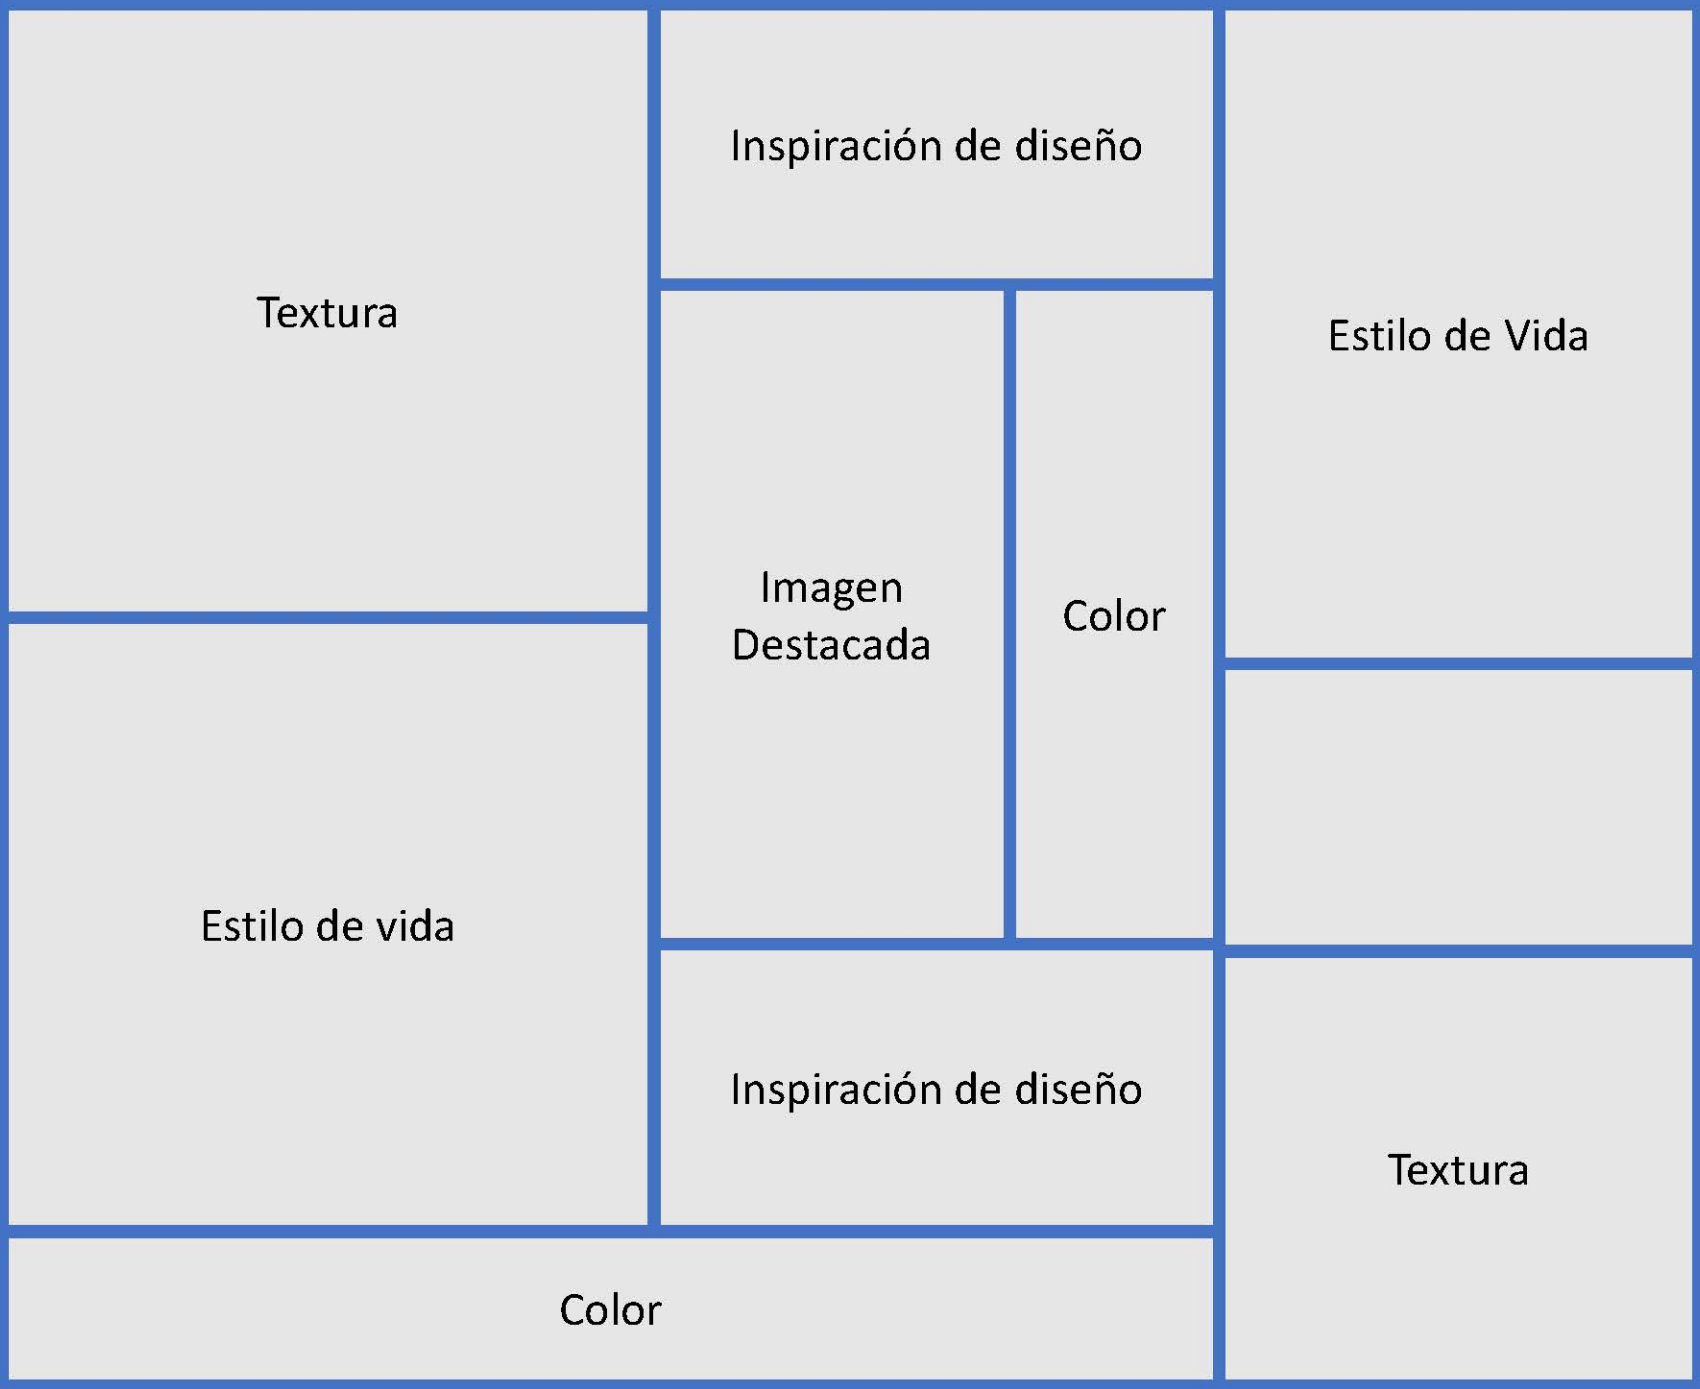 Inspiración de diseño
Textura
Estilo de Vida
Imagen
Destacada
Color
Estilo de vida
Inspiración de diseño
Textura
Color